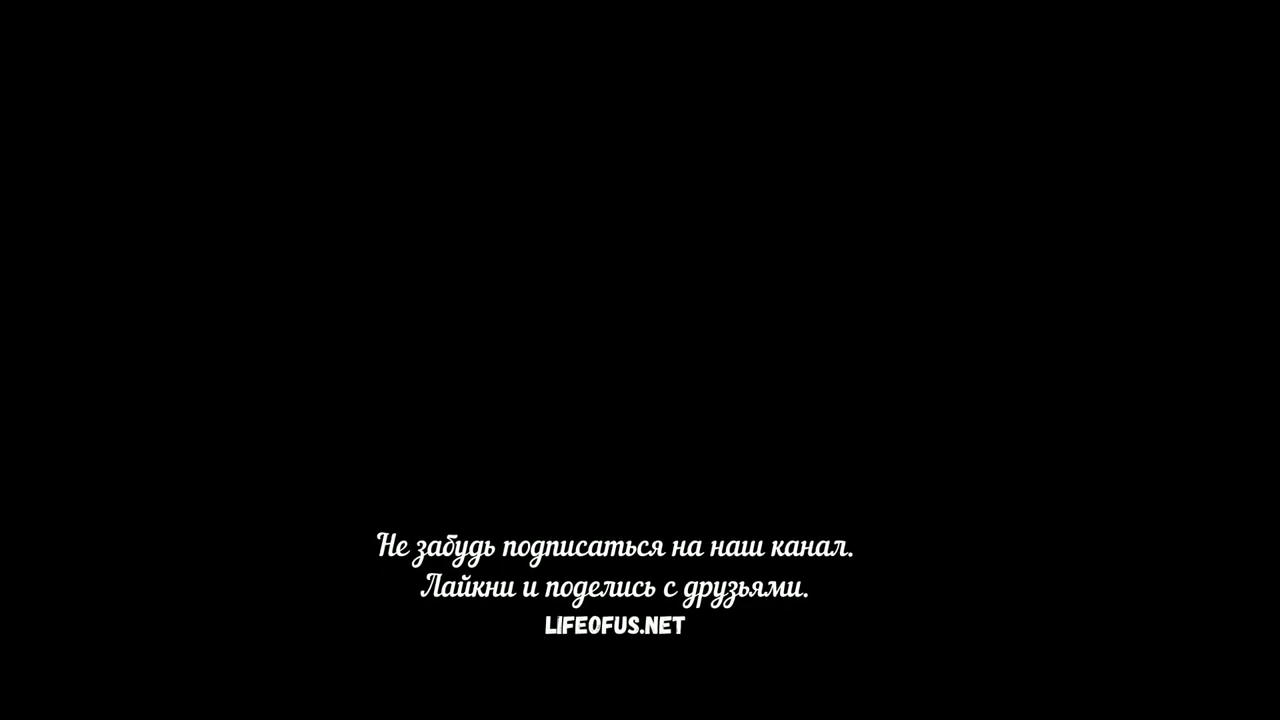 Не забудь подписаться на наш канал.
Лайкни и поделись с друзьями.
LIFEOFUS.NET